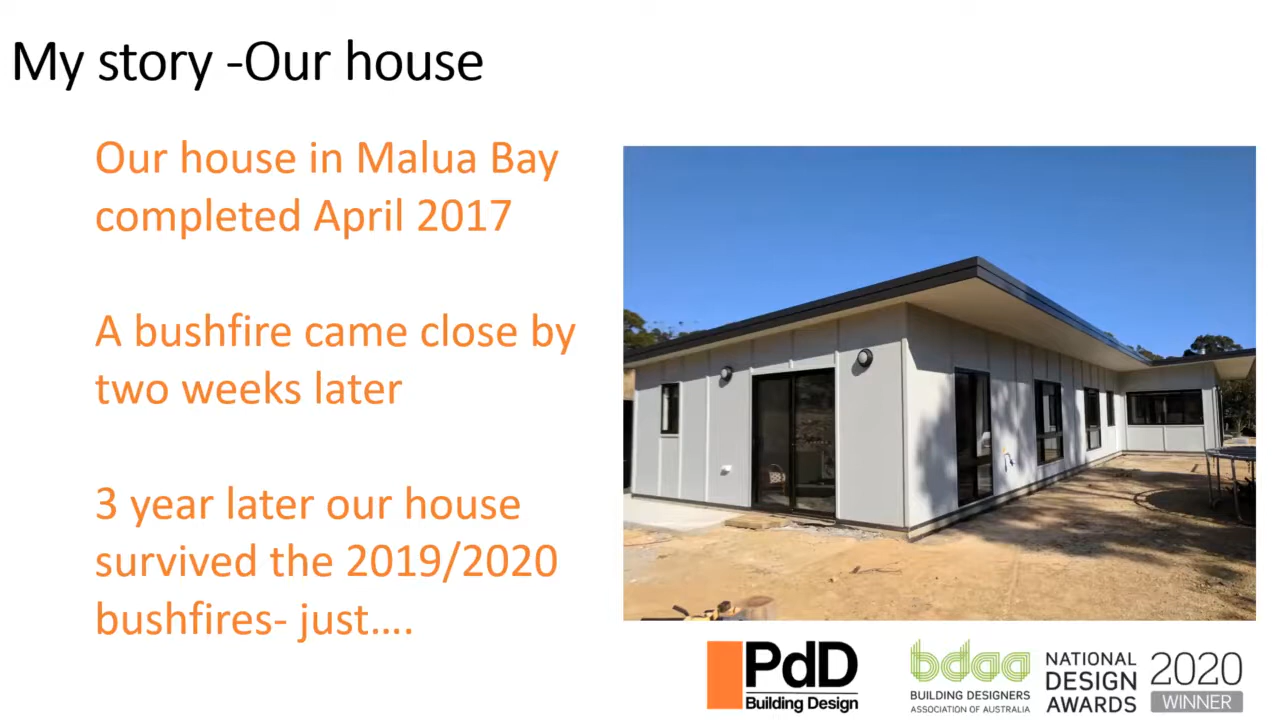 My story -Our house
Our house in Malua Bay
completed April 2017
A bushfire came close by
two weeks later
3 year later our house
survived the 2019/2020
bushfires- just....
PdD
Building Design
bdaa
BUILDING DESIGNERS
ASSOCIATION OF AUSTRALIA
NATIONAL
DESIGN
AWARDS
2020
WINNER